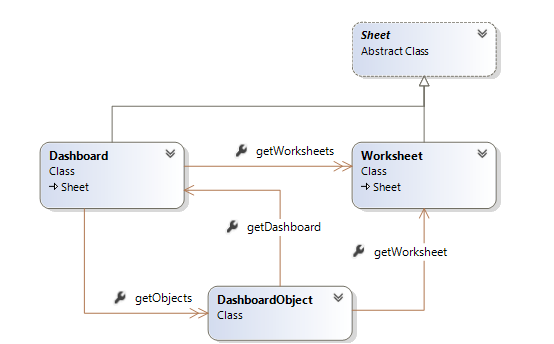 Sheet
Abstract Class
Dashboard
Class
Sheet
getWorksheets
Worksheet
Class
Sheet
getDashboard
getWorksheet
getObjects
DashboardObject
Class